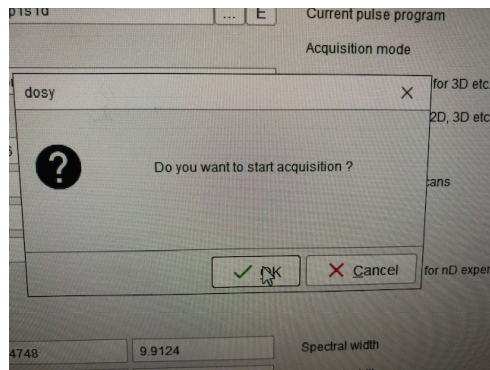 ... E Current pulse program
Acquisition mode
dosy
for 3D etc.
2D, 3D etc
Do you want to start acquisition ?
cans
OK Cancel
for nD exper
4748 9.9124 Spectral width